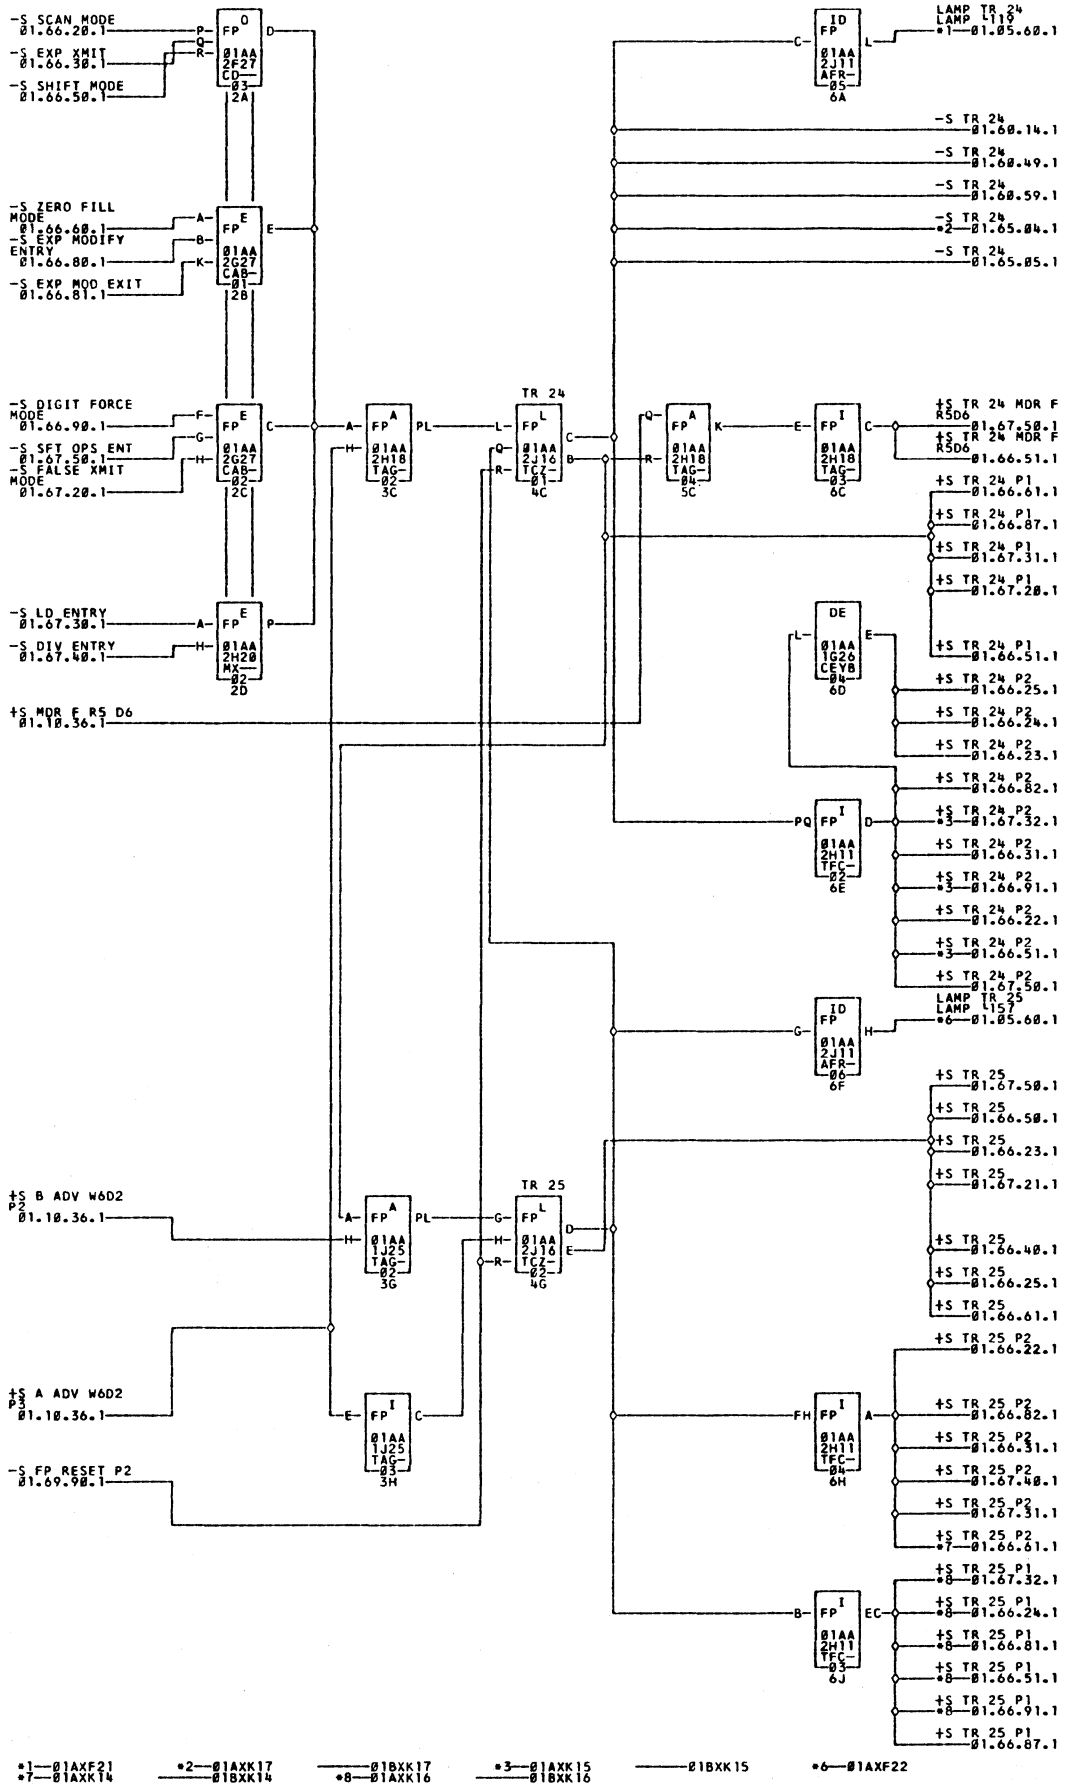 -S SCAN MODE
01.66.20.1
-S EXP XMIT
01.66.30.1
-S SHIFT MODE
01.66.50.1
P
Q
R
O
FP
D
01AA
2F27
CD--
03
2A
-S ZERO FILL
MODE
01.66.60.1
-S EXP MODIFY
ENTRY
01.66.80.1
-S EXP MOD EXIT
01.66.81.1
A
B
K
E
FP
E
01AA
2G27
CAB-
01
2B
-S DIGIT FORCE
MODE
01.66.90.1
-S SFT OPS ENT
01.67.50.1
-S FALSE XMIT
MODE
01.67.20.1
F
G
H
E
FP
C
01AA
2G27
CAB-
02
2C
-S LD ENTRY
01.67.30.1
-S DIV ENTRY
01.67.40.1
A
H
E
FP
P
01AA
2H20
MX--
02
2D
+S MDR F R5 D6
01.10.36.1
A
H
A
FP
PL
01AA
2H18
TAG-
02
3C
TR 24
L
Q
R
L
FP
C
B
01AA
2J16
TCZ-
01
4C
Q
R
A
FP
K
01AA
2H18
TAG-
04
5C
C
ID
FP
L
01AA
2J11
AFR-
05
6A
LAMP TR 24
LAMP L119
*1—01.05.60.1
-S TR 24
01.60.14.1
-S TR 24
01.60.49.1
-S TR 24
01.60.59.1
-S TR 24
*2—01.65.04.1
-S TR 24
01.65.05.1
E
I
FP
C
01AA
2H18
TAG-
03
6C
+S TR 24 MDR F
R5D6
01.67.50.1
+S TR 24 MDR F
R5D6
01.66.51.1
+S TR 24 P1
01.66.61.1
+S TR 24 P1
01.66.87.1
+S TR 24 P1
01.67.31.1
+S TR 24 P1
01.67.20.1
+S TR 24 P1
01.66.51.1
L
DE
E
01AA
1G26
CEYB
04
6D
+S TR 24 P2
01.66.25.1
+S TR 24 P2
01.66.24.1
+S TR 24 P2
01.66.23.1
+S TR 24 P2
01.66.82.1
PQ
I
FP
D
01AA
2H11
TFC-
02
6E
+S TR 24 P2
*3—01.67.32.1
+S TR 24 P2
01.66.31.1
+S TR 24 P2
*3—01.66.91.1
+S TR 24 P2
01.66.22.1
+S TR 24 P2
*3—01.66.51.1
+S TR 24 P2
01.67.50.1
G
ID
FP
H
01AA
2J11
AFR-
06
6F
LAMP TR 25
LAMP L157
*6—01.05.60.1
+S TR 25
01.67.50.1
+S TR 25
01.66.50.1
+S TR 25
01.66.23.1
+S TR 25
01.67.21.1
+S TR 25
01.66.40.1
+S TR 25
01.66.25.1
+S TR 25
01.66.61.1
+S B ADV W6D2
P2
01.10.36.1
A
H
A
FP
PL
01AA
1J25
TAG-
02
3G
TR 25
G
H
R
L
FP
D
E
01AA
2J16
TCZ-
02
4G
+S A ADV W6D2
P3
01.10.36.1
E
I
FP
C
01AA
1J25
TAG-
03
3H
-S FP RESET P2
01.69.90.1
FH
I
FP
A
01AA
2H11
TFC-
04
6H
+S TR 25 P2
01.66.22.1
+S TR 25 P2
01.66.82.1
+S TR 25 P2
01.66.31.1
+S TR 25 P2
01.67.40.1
+S TR 25 P2
01.67.31.1
+S TR 25 P2
*7—01.66.61.1
B
I
FP
EC
01AA
2H11
TFC-
03
6J
+S TR 25 P1
*8—01.67.32.1
+S TR 25 P1
*8—01.66.24.1
+S TR 25 P1
*8—01.66.81.1
+S TR 25 P1
*8—01.66.51.1
+S TR 25 P1
*8—01.66.91.1
+S TR 25 P1
01.66.87.1
*1—01AXF21 *2—01AXK17 —01BXK17 *3—01AXK15 —01BXK15 *6—01AXF22
*7—01AXK14 —01BXK14 *8—01AXK16 —01BXK16